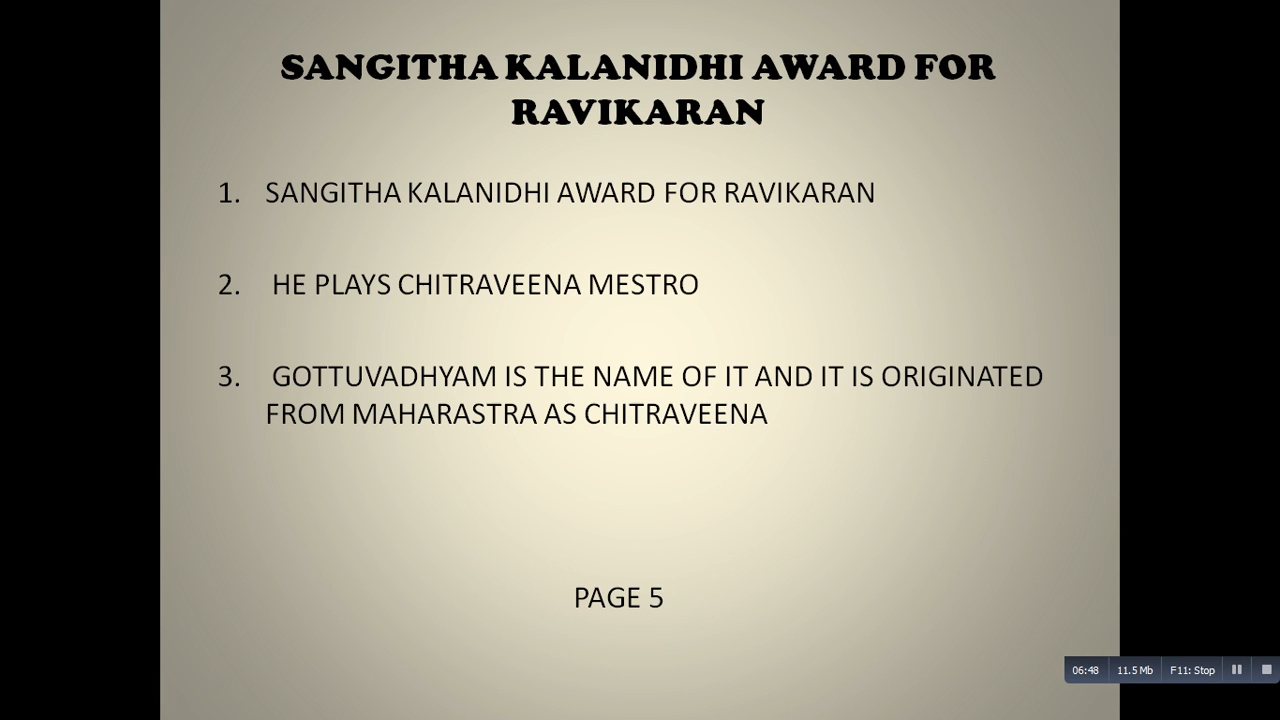 SANGITHA KALANIDHI AWARD FOR
RAVIKARAN
1. SANGITHA KALANIDHI AWARD FOR RAVIKARAN
2. HE PLAYS CHITRAVEENA MESTRO
3. GOTTUVADHYAM IS THE NAME OF IT AND IT IS ORIGINATED
FROM MAHARASTRA AS CHITRAVEENA
PAGE 5
06:48 11.5 Mb F11: Stop